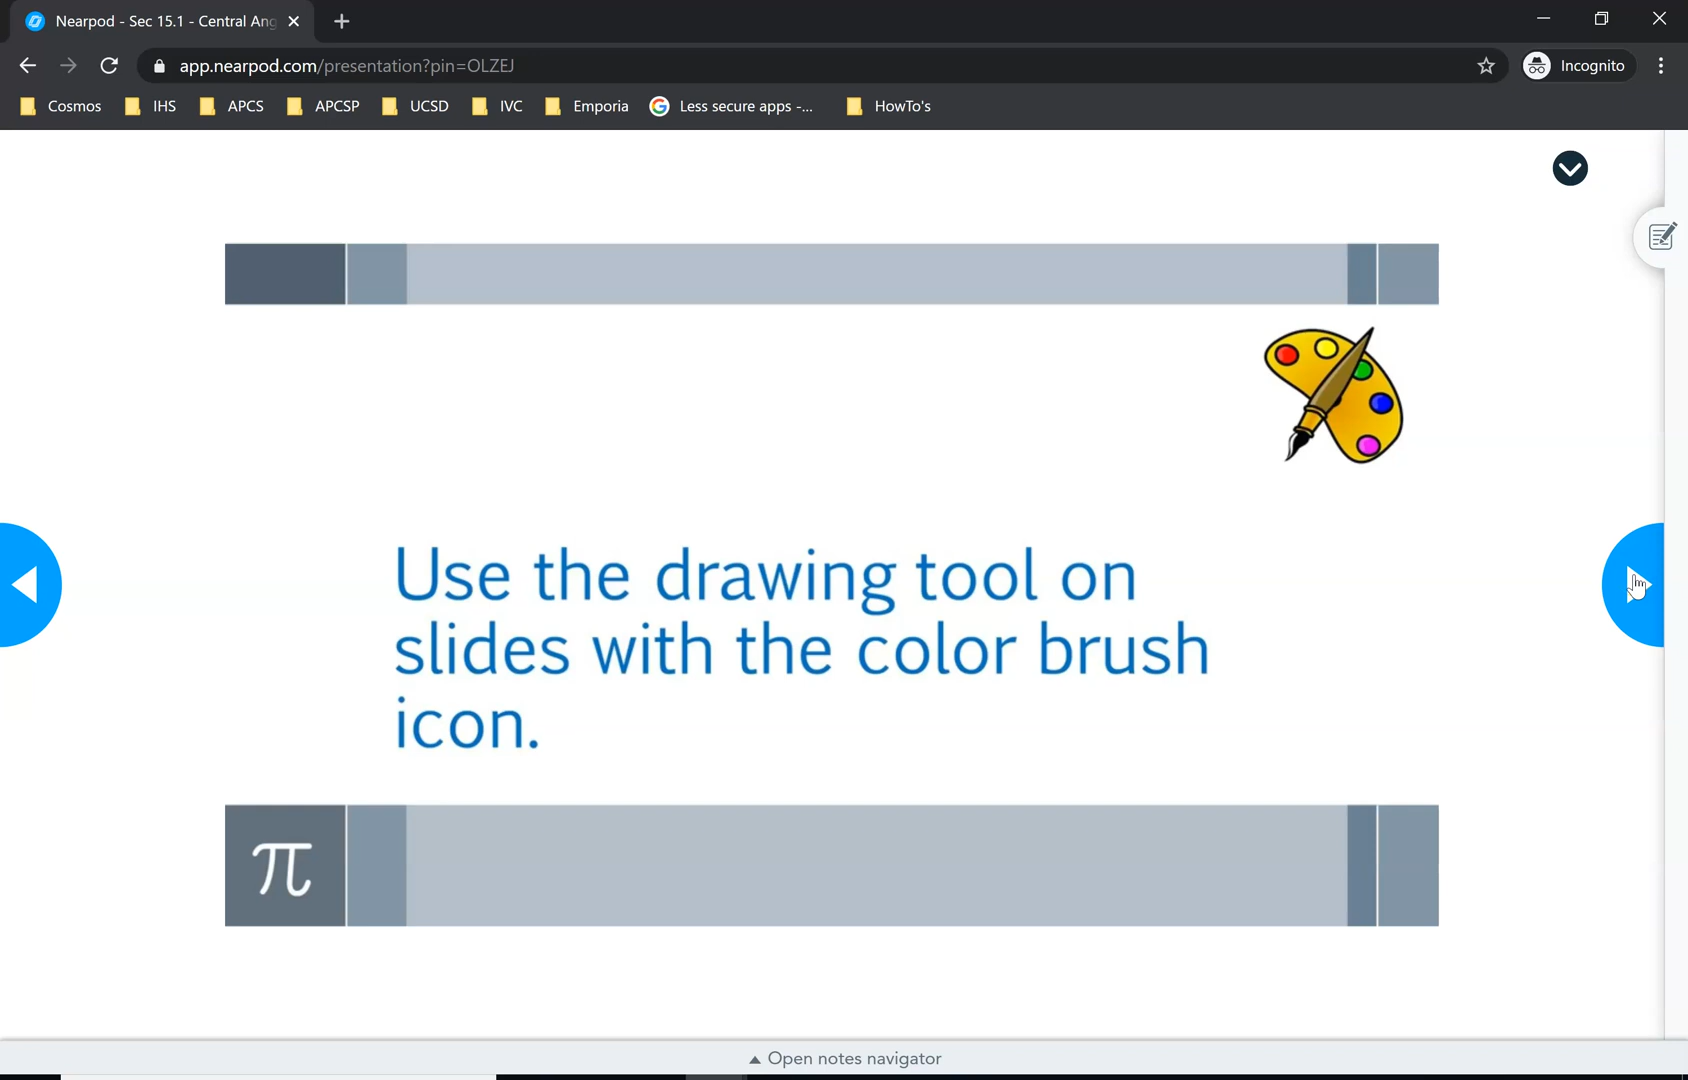 Nearpod - Sec 15.1 - Central Ang
app.nearpod.com/presentation?pin=OLZEJ
Incognito
Cosmos IHS APCS APCSP UCSD IVC Emporia Less secure apps -... HowTo's
Use the drawing tool on
slides with the color brush
icon.
π
Open notes navigator